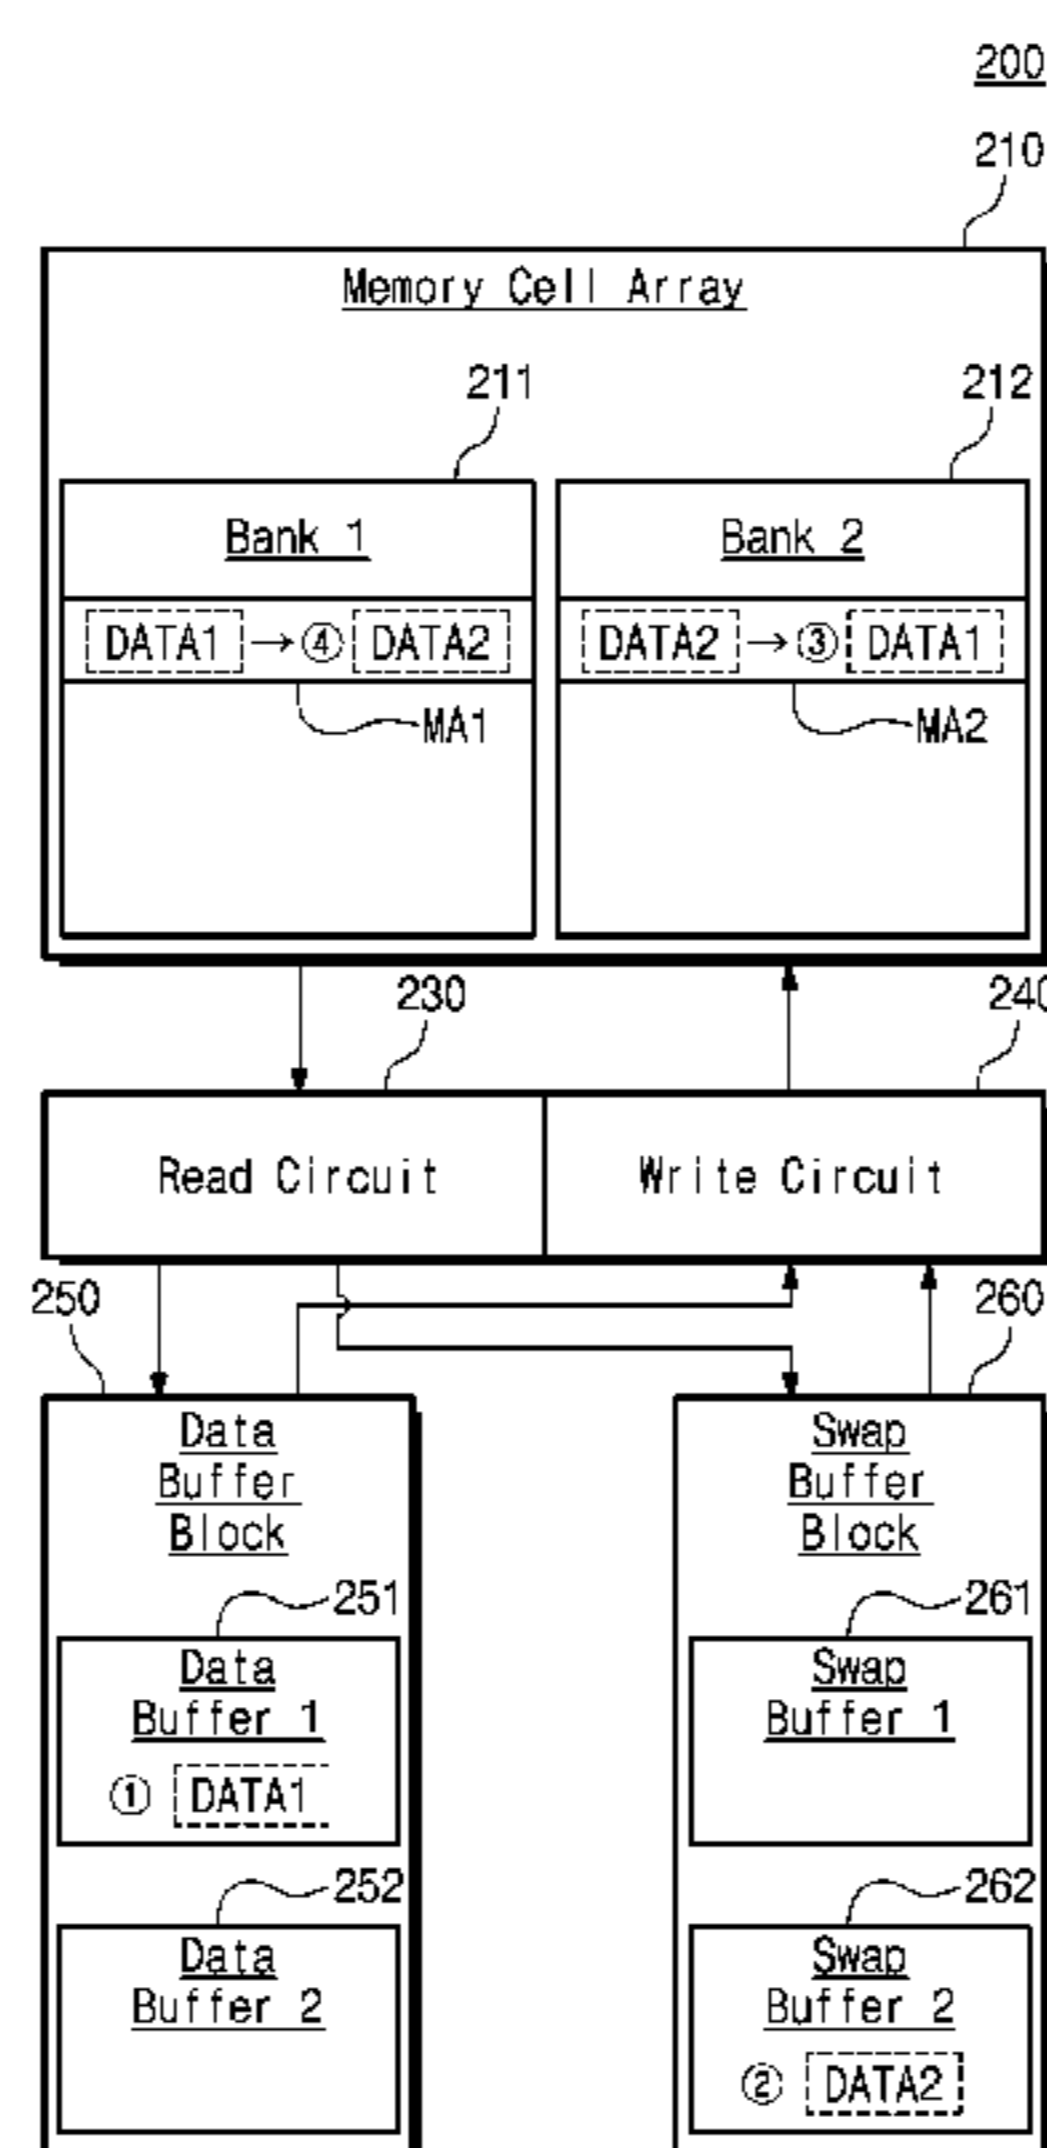 200
210
Memory Cell Array
211
212
Bank 1
Bank 2
DATA1 → ④ DATA2
DATA2 → ③ DATA1
MA1
MA2
230
240
Read Circuit
Write Circuit
250
260
Data
Buffer
Block
Swap
Buffer
Block
251
261
Data
Buffer 1
① DATA1
Swap
Buffer 1
252
262
Data
Buffer 2
Swap
Buffer 2
② DATA2